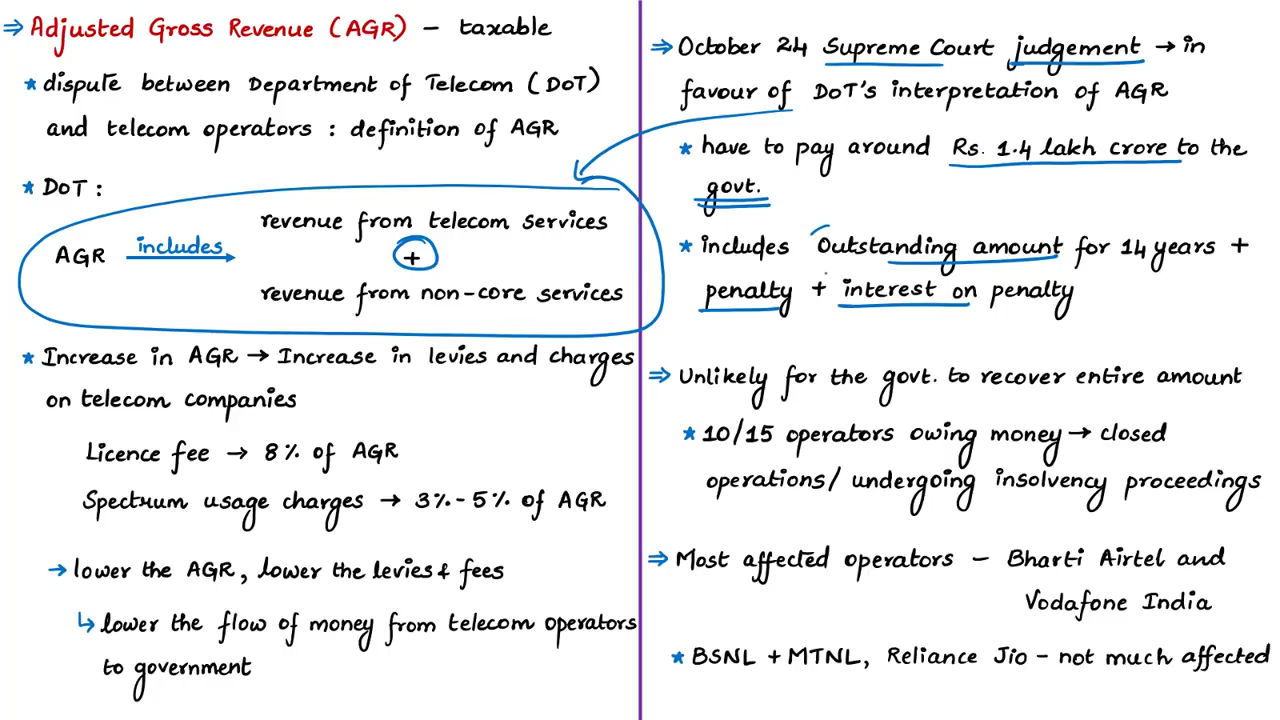 ⇒ Adjusted Gross Revenue (AGR) – taxable
* dispute between Department of Telecom (DoT)
and telecom operators : definition of AGR
* DoT :
revenue from telecom services
AGR includes → +
revenue from non-core services
* Increase in AGR → Increase in levies and charges
on telecom companies
Licence fee → 8% of AGR
Spectrum usage charges → 3%-5% of AGR
→ lower the AGR, lower the levies & fees
↳ lower the flow of money from telecom operators
to government
⇒ October 24 Supreme Court judgement → in
favour of DoT's interpretation of AGR
* have to pay around Rs. 1.4 lakh crore to the
govt.
* includes Outstanding amount for 14 years +
penalty + interest on penalty
⇒ Unlikely for the govt. to recover entire amount
* 10/15 operators owing money → closed
operations/ undergoing insolvency proceedings
⇒ Most affected operators – Bharti Airtel and
Vodafone India
* BSNL + MTNL, Reliance Jio – not much affected